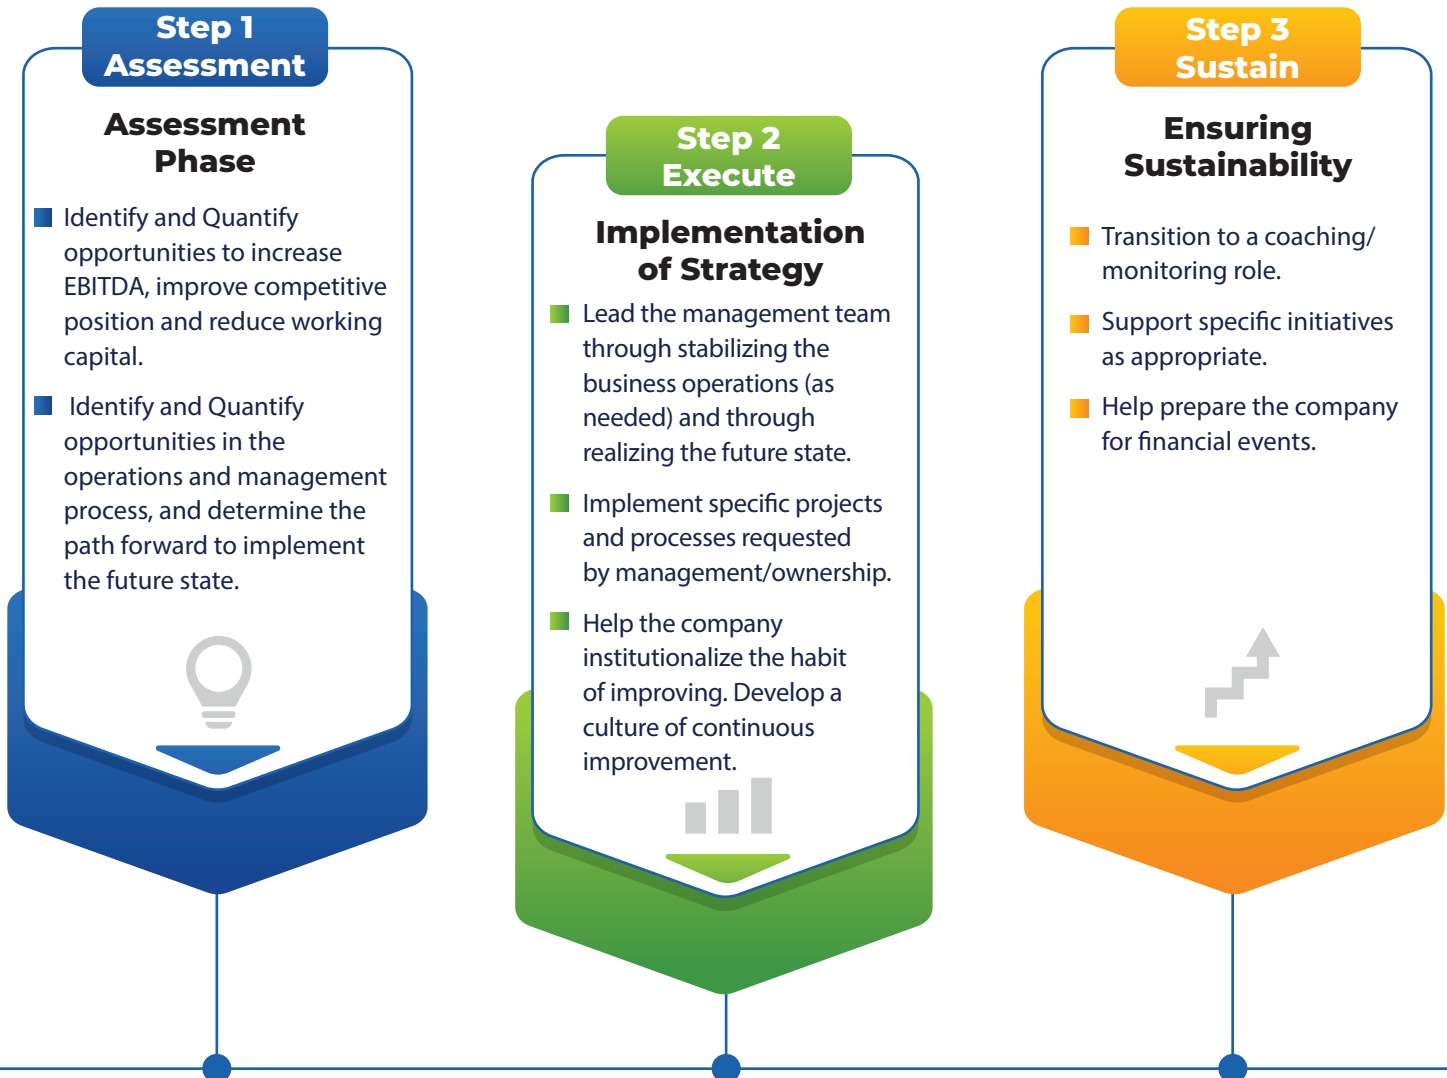 Step 1
Assessment
Assessment
Phase
Identify and Quantify
opportunities to increase
EBITDA, improve competitive
position and reduce working
capital.
Identify and Quantify
opportunities in the
operations and management
process, and determine the
path forward to implement
the future state.
Step 2
Execute
Implementation
of Strategy
Lead the management team
through stabilizing the
business operations (as
needed) and through
realizing the future state.
Implement specific projects
and processes requested
by management/ownership.
Help the company
institutionalize the habit
of improving. Develop a
culture of continuous
improvement.
Step 3
Sustain
Ensuring
Sustainability
Transition to a coaching/
monitoring role.
Support specific initiatives
as appropriate.
Help prepare the company
for financial events.